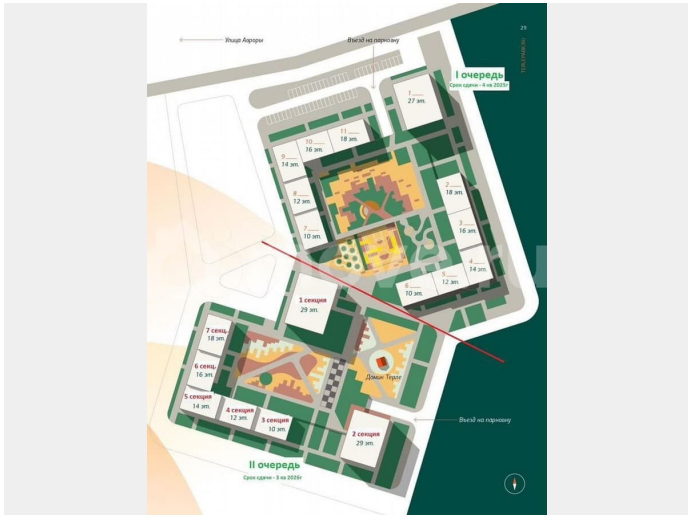 29
Улица Авроры
Въезд на парковку
I очередь
Срок сдачи - 4 кв 2025г
1
27 эт.
11
18 эт.
10
16 эт.
9
14 эт.
8
12 эт.
7
10 эт.
2
18 эт.
3
16 эт.
4
14 эт.
5
12 эт.
6
10 эт.
1 секция
29 эт.
7 секц.
18 эт.
6 секц.
16 эт.
5 секция
14 эт.
4 секция
12 эт.
3 секция
10 эт.
Домик Терле
2 секция
29 эт.
Въезд на парковку
II очередь
Срок сдачи - 3 кв 2026г